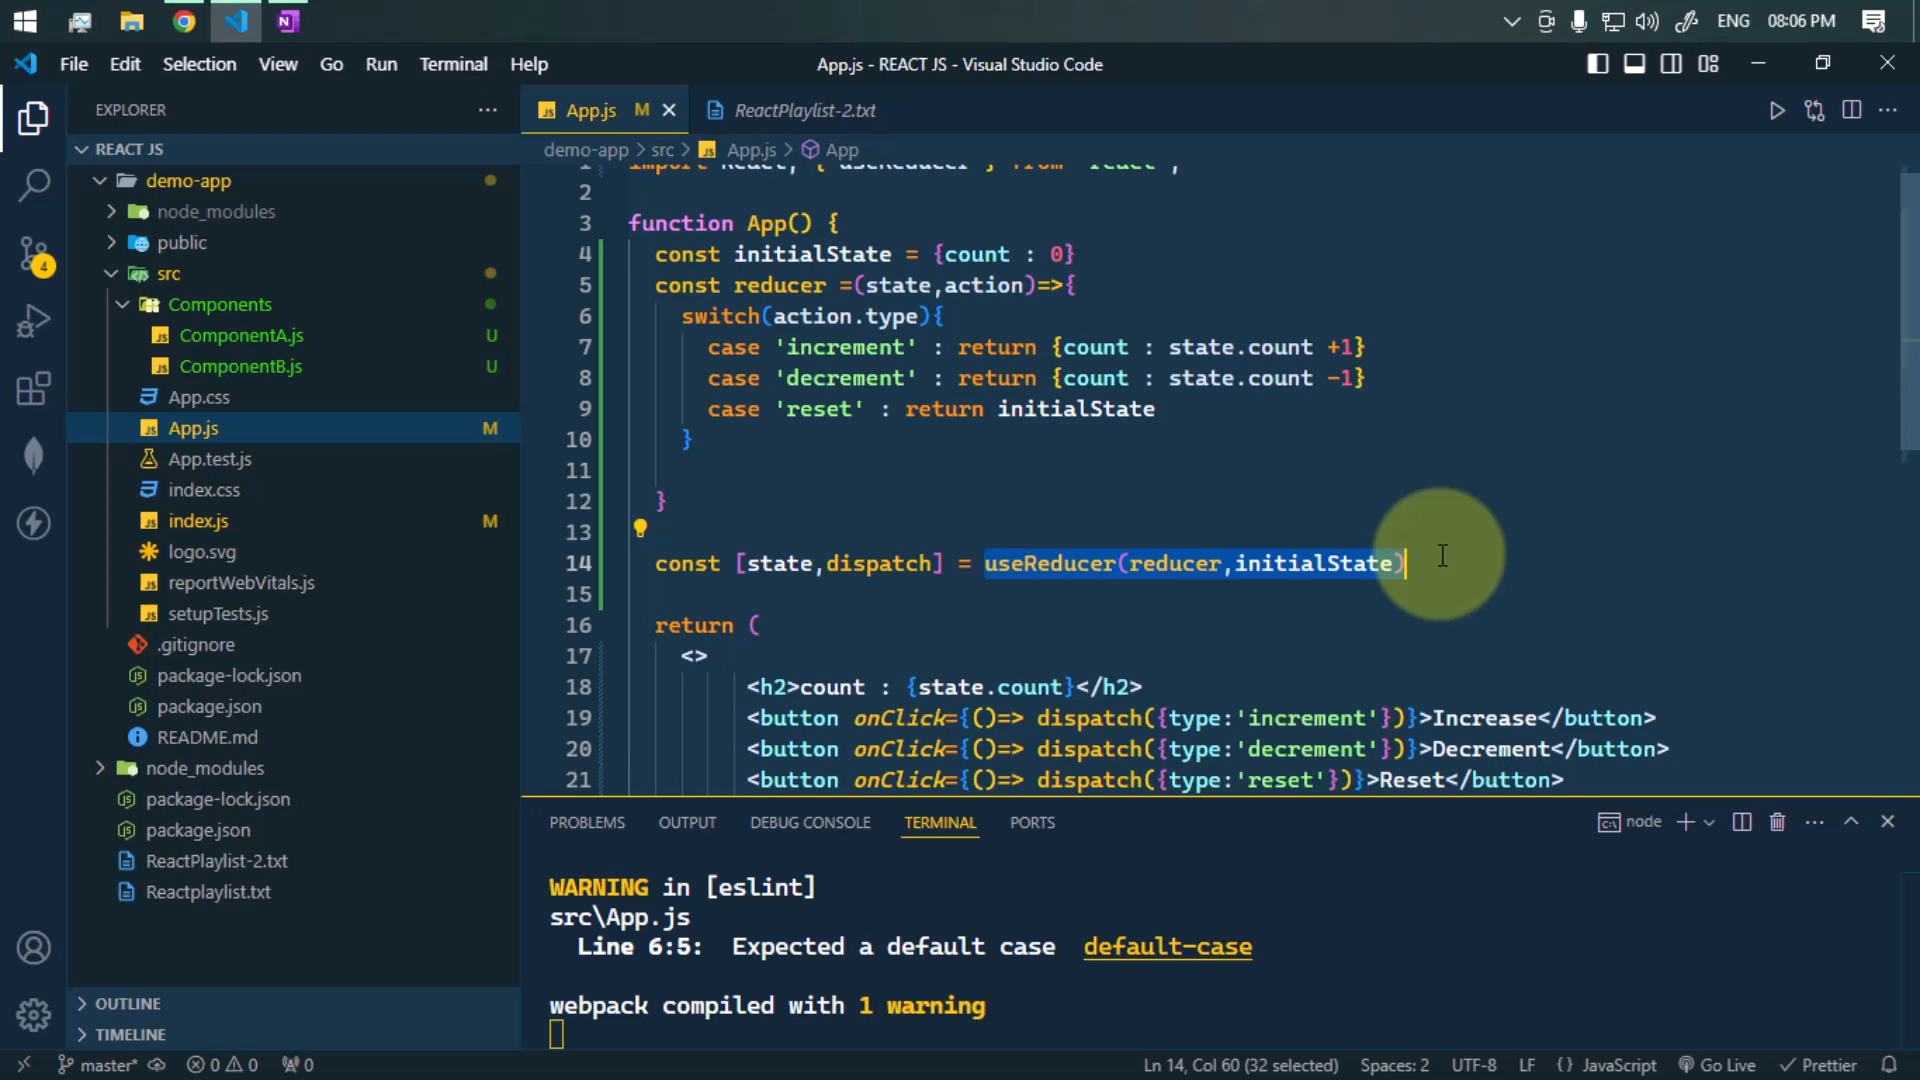 ENG 08:06 PM
File Edit Selection View Go Run Terminal Help
App.js - REACT JS - Visual Studio Code
EXPLORER
REACT JS
demo-app
node_modules
public
src
Components
ComponentA.js U
ComponentB.js U
App.css
App.js M
App.test.js
index.css
index.js M
logo.svg
reportWebVitals.js
setupTests.js
.gitignore
package-lock.json
package.json
README.md
node_modules
package-lock.json
package.json
ReactPlaylist-2.txt
Reactplaylist.txt
OUTLINE
TIMELINE
4
App.js M
ReactPlaylist-2.txt
demo-app > src > App.js > App
1 import React, { useReducer } from 'react';
2
3 function App() {
4 const initialState = {count : 0}
5 const reducer =(state,action)=>{
6 switch(action.type){
7 case 'increment' : return {count : state.count +1}
8 case 'decrement' : return {count : state.count -1}
9 case 'reset' : return initialState
10 }
11
12 }
13
14 const [state,dispatch] = useReducer(reducer,initialState)
15
16 return (
17 <>
18 <h2>count : {state.count}</h2>
19 <button onClick={()=> dispatch({type:'increment'})}>Increase</button>
20 <button onClick={()=> dispatch({type:'decrement'})}>Decrement</button>
21 <button onClick={()=> dispatch({type:'reset'})}>Reset</button>
PROBLEMS OUTPUT DEBUG CONSOLE TERMINAL PORTS
node
WARNING in [eslint]
src\App.js
Line 6:5: Expected a default case default-case
webpack compiled with 1 warning
master* 0 0 0
Ln 14, Col 60 (32 selected) Spaces: 2 UTF-8 LF {} JavaScript Go Live Prettier